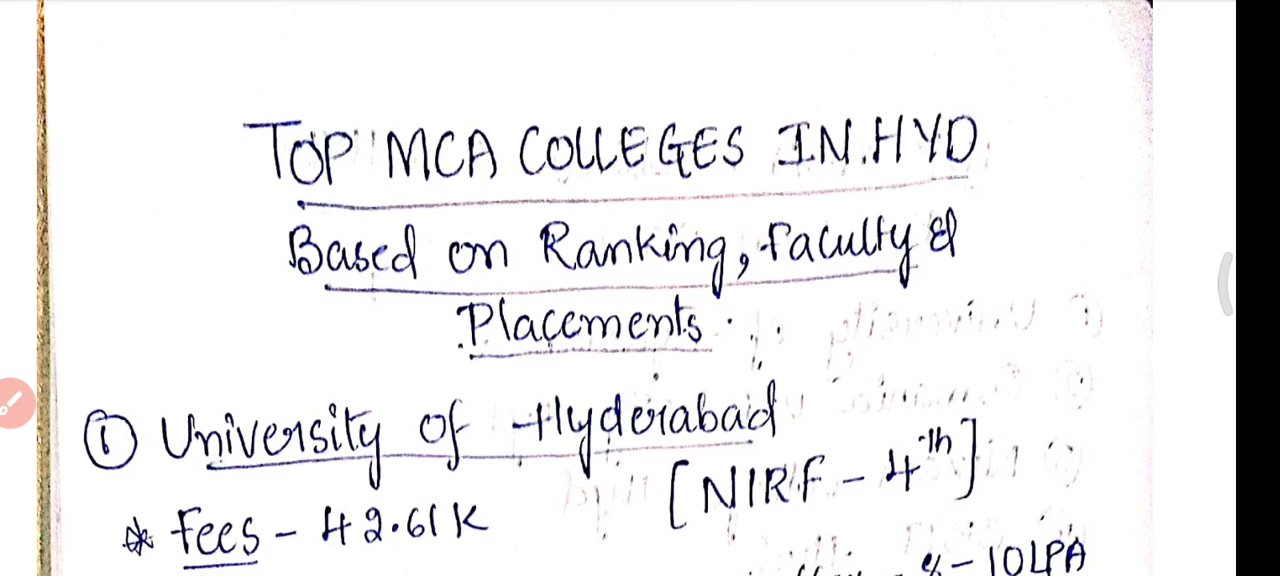 TOP MCA COLLEGES IN HYD
Based on Ranking, faculty &
Placements.
① University of Hyderabad
[NIRF - 4th]
* Fees - 42.61K
8-10LPA